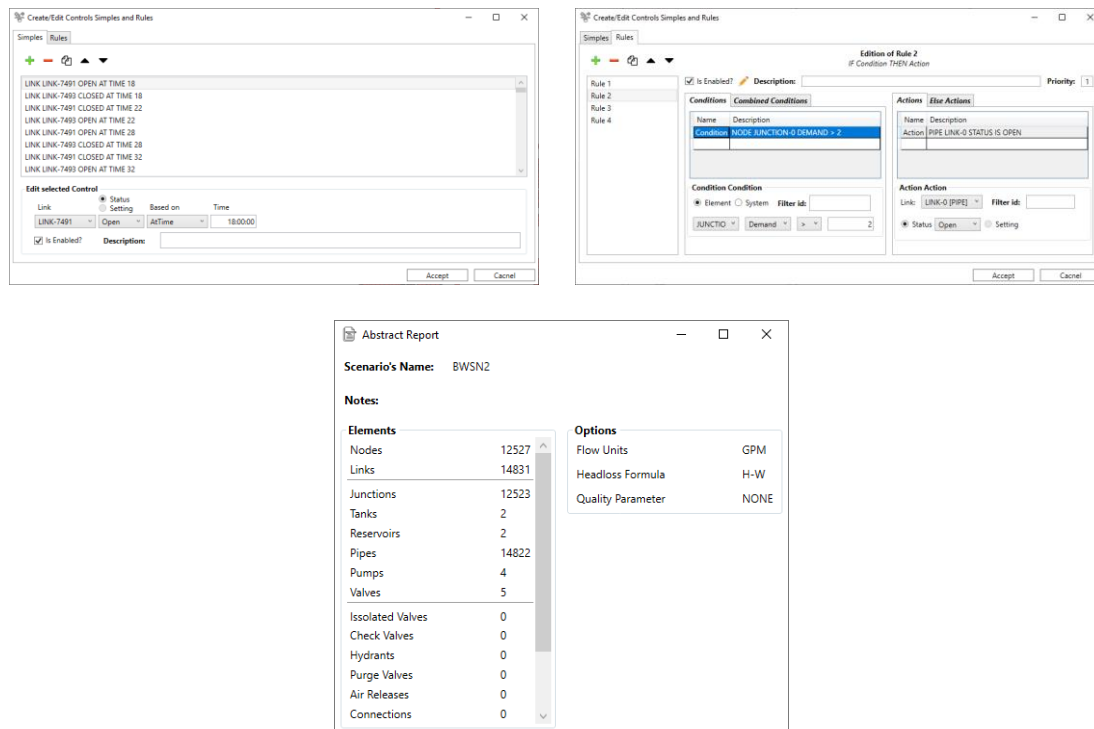 Create/Edit Controls Simples and Rules
Simples Rules
LINK LINK-7491 OPEN AT TIME 18
LINK LINK-7493 CLOSED AT TIME 18
LINK LINK-7491 CLOSED AT TIME 22
LINK LINK-7493 OPEN AT TIME 22
LINK LINK-7491 OPEN AT TIME 28
LINK LINK-7493 CLOSED AT TIME 28
LINK LINK-7491 CLOSED AT TIME 32
LINK LINK-7493 OPEN AT TIME 32
Edit selected Control
Status
Link Setting Based on Time
LINK-7491 Open AtTime 18:00:00
Is Enabled? Description:
Accept Cacnel
Create/Edit Controls Simples and Rules
Simples Rules
Edition of Rule 2
IF Condition THEN Action
Rule 1
Rule 2
Rule 3
Rule 4
Is Enabled? Description: Priority: 1
Conditions Combined Conditions
Name Description
Condition NODE JUNCTION-0 DEMAND > 2
Condition Condition
Element System Filter id:
JUNCTIO Demand > 2
Actions Else Actions
Name Description
Action PIPE LINK-0 STATUS IS OPEN
Action Action
Link: LINK-0 [PIPE] Filter id:
Status Open Setting
Accept Cacnel
Abstract Report
Scenario's Name: BWSN2
Notes:
Elements
Nodes 12527
Links 14831
Junctions 12523
Tanks 2
Reservoirs 2
Pipes 14822
Pumps 4
Valves 5
Issolated Valves 0
Check Valves 0
Hydrants 0
Purge Valves 0
Air Releases 0
Connections 0
Options
Flow Units GPM
Headloss Formula H-W
Quality Parameter NONE